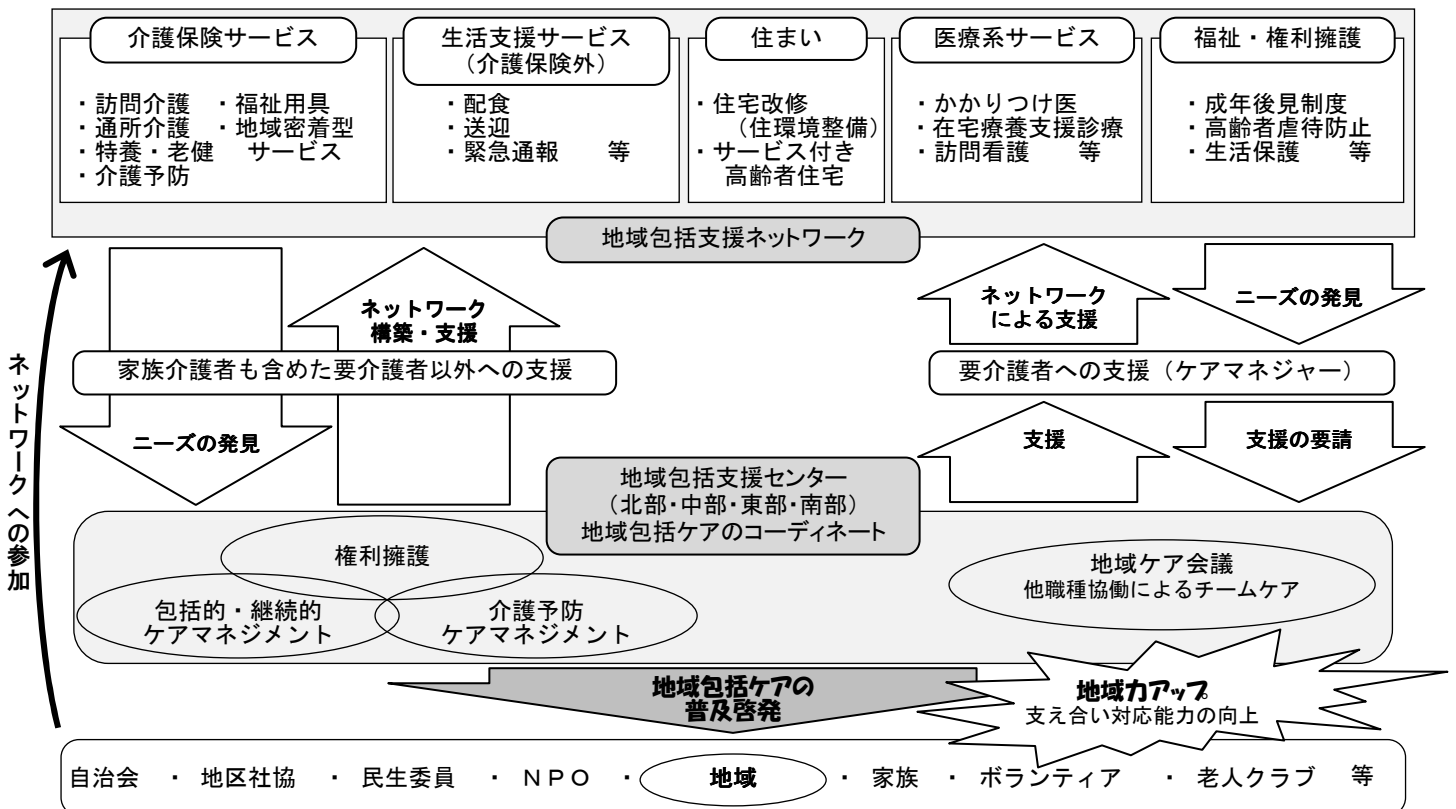 介護保険サービス
・訪問介護 ・福祉用具
・通所介護 ・地域密着型
・特養・老健 サービス
・介護予防
生活支援サービス
（介護保険外）
・配食
・送迎
・緊急通報 等
住まい
・住宅改修
（住環境整備）
・サービス付き
高齢者住宅
医療系サービス
・かかりつけ医
・在宅療養支援診療
・訪問看護 等
福祉・権利擁護
・成年後見制度
・高齢者虐待防止
・生活保護 等
地域包括支援ネットワーク
ネットワーク
構築・支援
ネットワーク
による支援
ニーズの発見
家族介護者も含めた要介護者以外への支援
要介護者への支援（ケアマネジャー）
ニーズの発見
支援
支援の要請
ネットワークへの参加
地域包括支援センター
（北部・中部・東部・南部）
地域包括ケアのコーディネート
権利擁護
包括的・継続的
ケアマネジメント
介護予防
ケアマネジメント
地域ケア会議
他職種協働によるチームケア
地域包括ケアの
普及啓発
地域力アップ
支え合い対応能力の向上
自治会 ・ 地区社協 ・ 民生委員 ・ ＮＰＯ ・ 地域 ・ 家族 ・ ボランティア ・ 老人クラブ 等